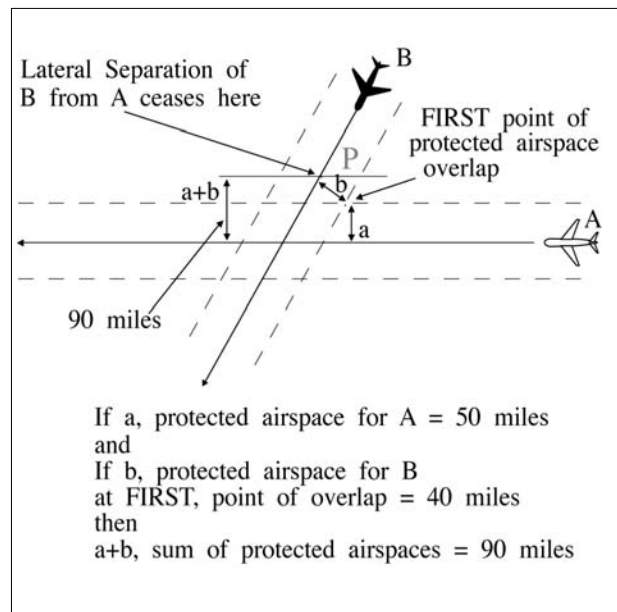 B
Lateral Separation of
B from A ceases here
FIRST point of
protected airspace
overlap
P
b
a+b
a
A
90 miles
If a, protected airspace for A = 50 miles
and
If b, protected airspace for B
at FIRST, point of overlap = 40 miles
then
a+b, sum of protected airspaces = 90 miles